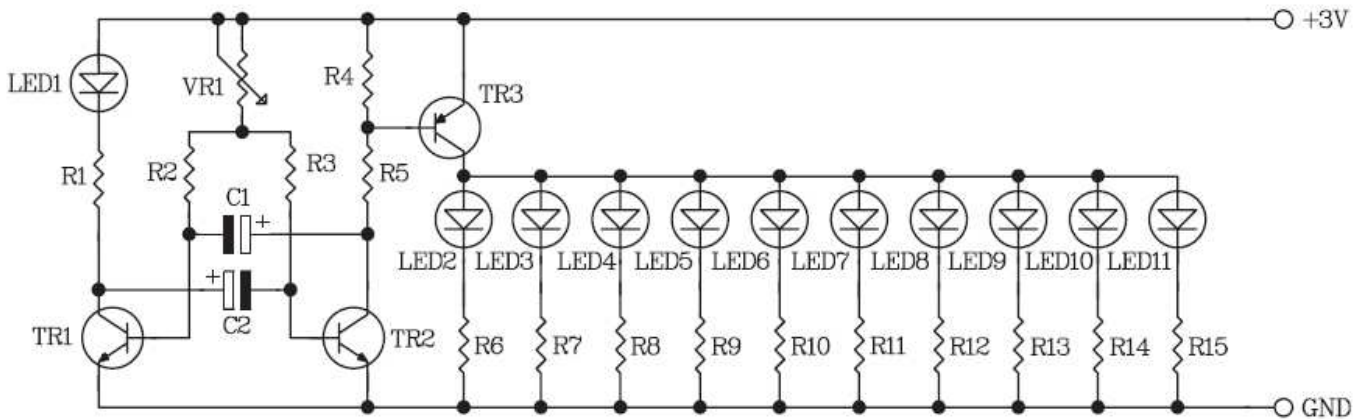 +3V
LED1
VR1
R4
TR3
R1
R2
R3
R5
C1
+
LED2
LED3
LED4
LED5
LED6
LED7
LED8
LED9
LED10
LED11
+
C2
TR1
TR2
R6
R7
R8
R9
R10
R11
R12
R13
R14
R15
GND